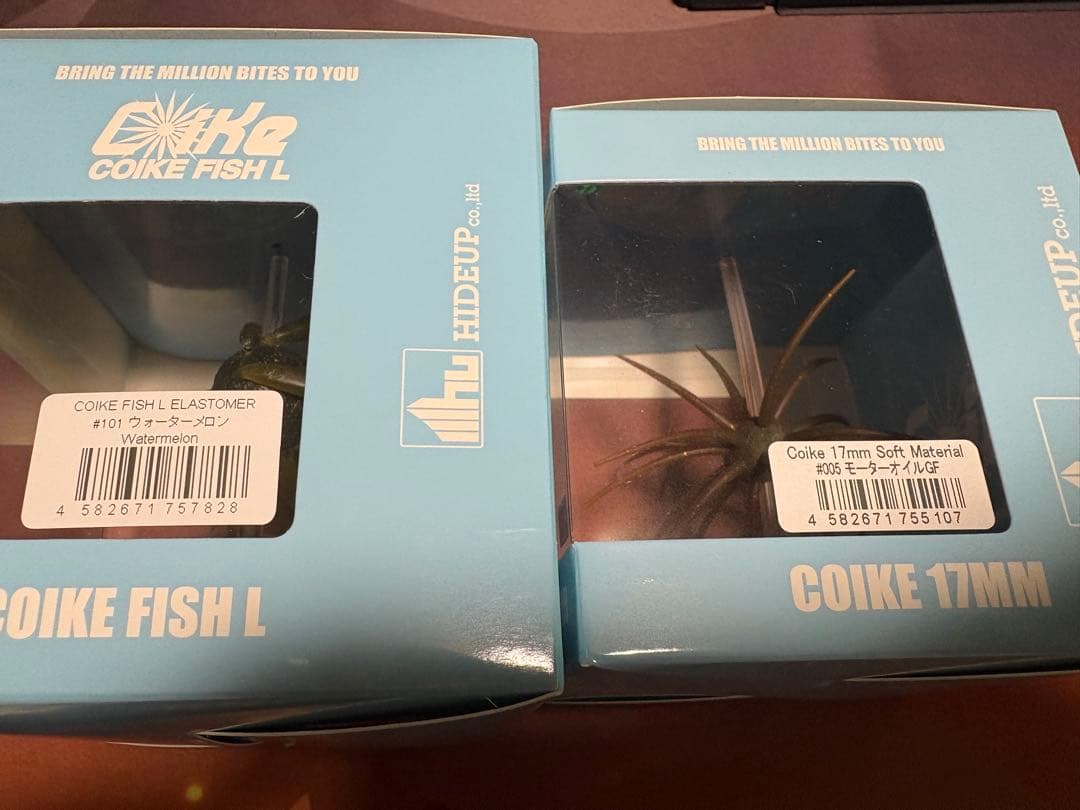 BRING THE MILLION BITES TO YOU
Coike
COIKE FISH L
HIDEUP co.,ltd
hu
COIKE FISH L ELASTOMER
#101 ウォーターメロン
Watermelon
4 582671 757828
COIKE FISH L
BRING THE MILLION BITES TO YOU
HIDEUP co.,ltd
Coike 17mm Soft Material
#005 モーターオイルGF
4 582671 755107
COIKE 17MM